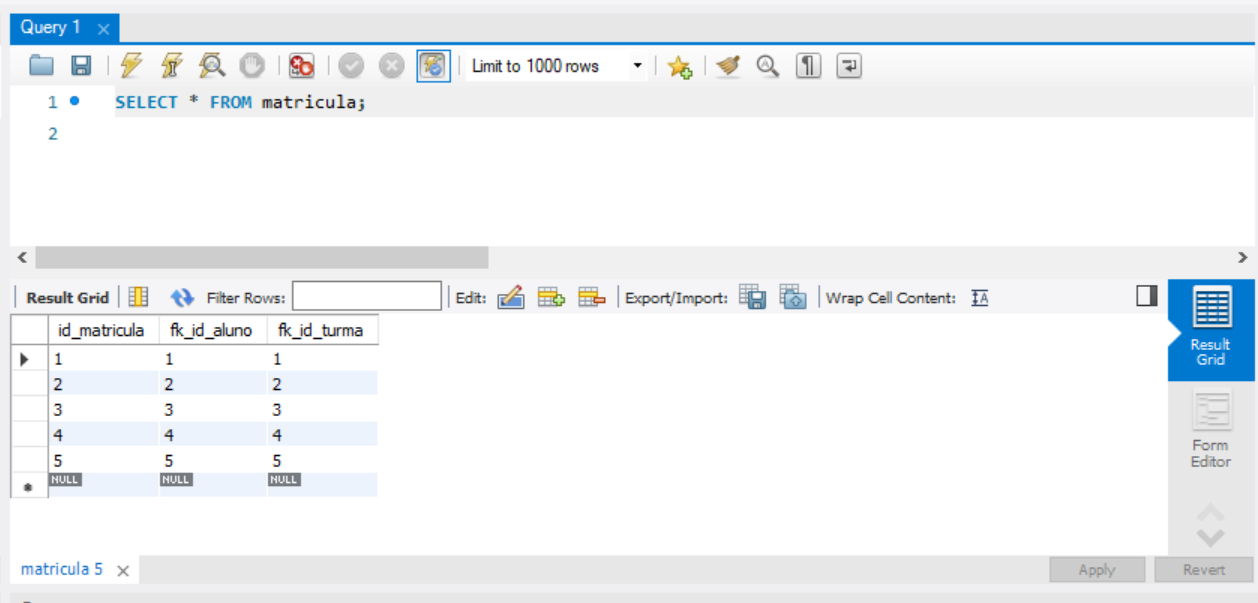 Query 1
Limit to 1000 rows
1 SELECT * FROM matricula;
2
Result Grid Filter Rows: Edit: Export/Import: Wrap Cell Content:
id_matricula fk_id_aluno fk_id_turma
1 1 1
2 2 2
3 3 3
4 4 4
5 5 5
NULL NULL NULL
Result
Grid
Form
Editor
matricula 5
Apply Revert